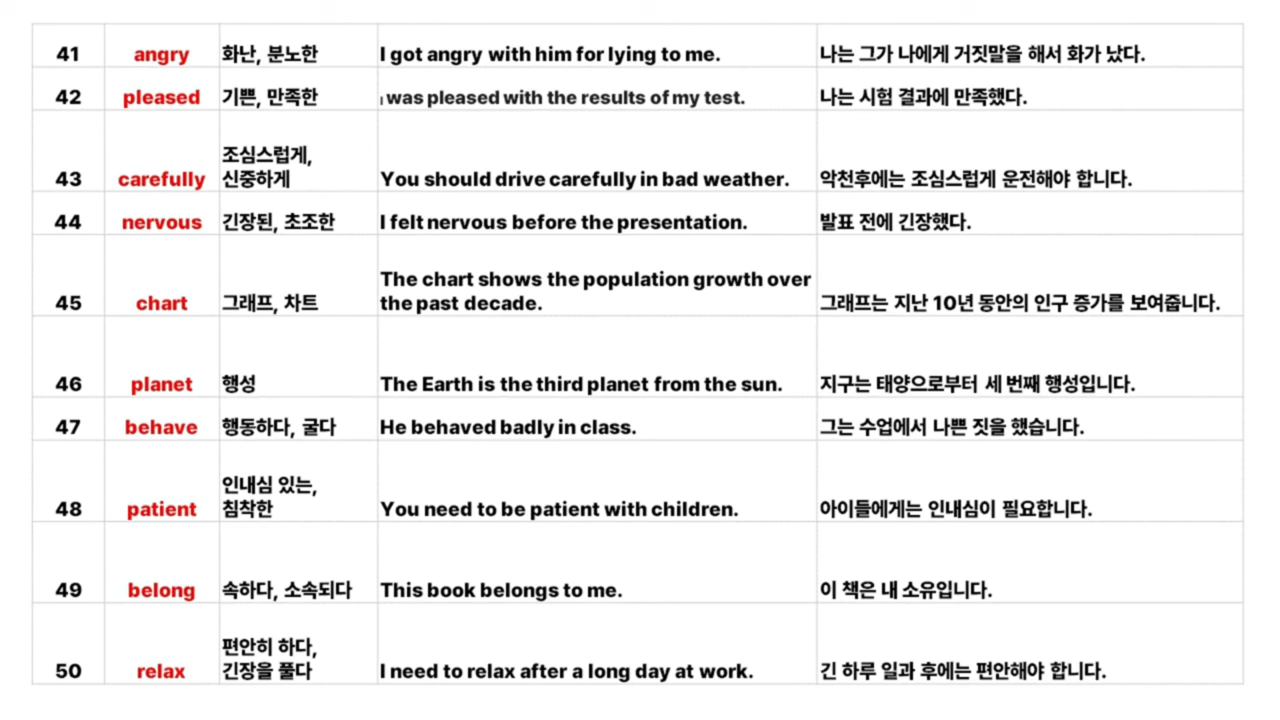 41 angry 화난, 분노한 I got angry with him for lying to me. 나는 그가 나에게 거짓말을 해서 화가 났다.
42 pleased 기쁜, 만족한 I was pleased with the results of my test. 나는 시험 결과에 만족했다.
조심스럽게,
43 carefully 신중하게 You should drive carefully in bad weather. 악천후에는 조심스럽게 운전해야 합니다.
44 nervous 긴장된, 초조한 I felt nervous before the presentation. 발표 전에 긴장했다.
The chart shows the population growth over
45 chart 그래프, 차트 the past decade. 그래프는 지난 10년 동안의 인구 증가를 보여줍니다.
46 planet 행성 The Earth is the third planet from the sun. 지구는 태양으로부터 세 번째 행성입니다.
47 behave 행동하다, 굴다 He behaved badly in class. 그는 수업에서 나쁜 짓을 했습니다.
인내심 있는,
48 patient 침착한 You need to be patient with children. 아이들에게는 인내심이 필요합니다.
49 belong 속하다, 소속되다 This book belongs to me. 이 책은 내 소유입니다.
편안히 하다,
50 relax 긴장을 풀다 I need to relax after a long day at work. 긴 하루 일과 후에는 편안해야 합니다.